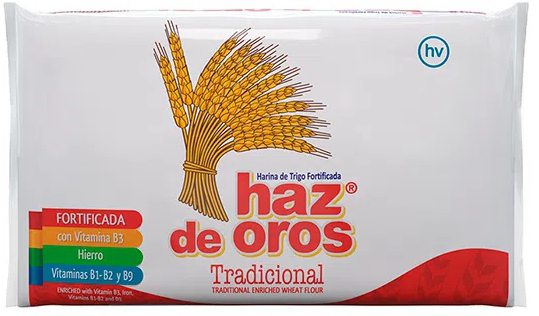 hv
Harina de Trigo Fortificada
haz®
de oros
Tradicional
TRADITIONAL ENRICHED WHEAT FLOUR
FORTIFICADA
con Vitamina B3
Hierro
Vitaminas B1-B2 y B9
ENRICHED with Vitamin B3, Iron,
Vitamins B1-B2 and B9.